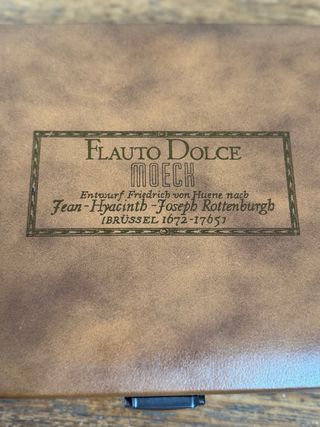 FLAUTO DOLCE
MOECK
Entwurf Friedrich von Huene nach
Jean-Hyacinth-Joseph Rottenburgh
(BRÜSSEL 1672-1765)